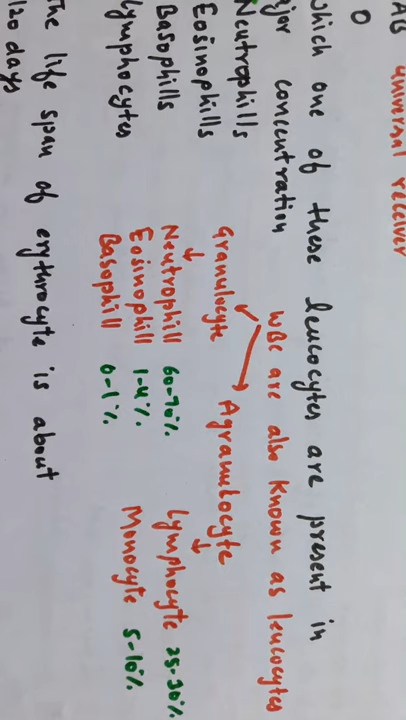 AB universal receiver
O
which one of these leucocytes are present in
concentration
Neutrophills
Eosinophills
Basophills
Lymphocytes
WBC are also known as leucocytes
Granulocyte
Agranulocyte
Neutrophill 60-70%
Eosinophill 1-4%
Basophill 0-1%
Lymphocyte 25-30%
Monocyte 5-10%
The life span of erythrocyte is about
120 days